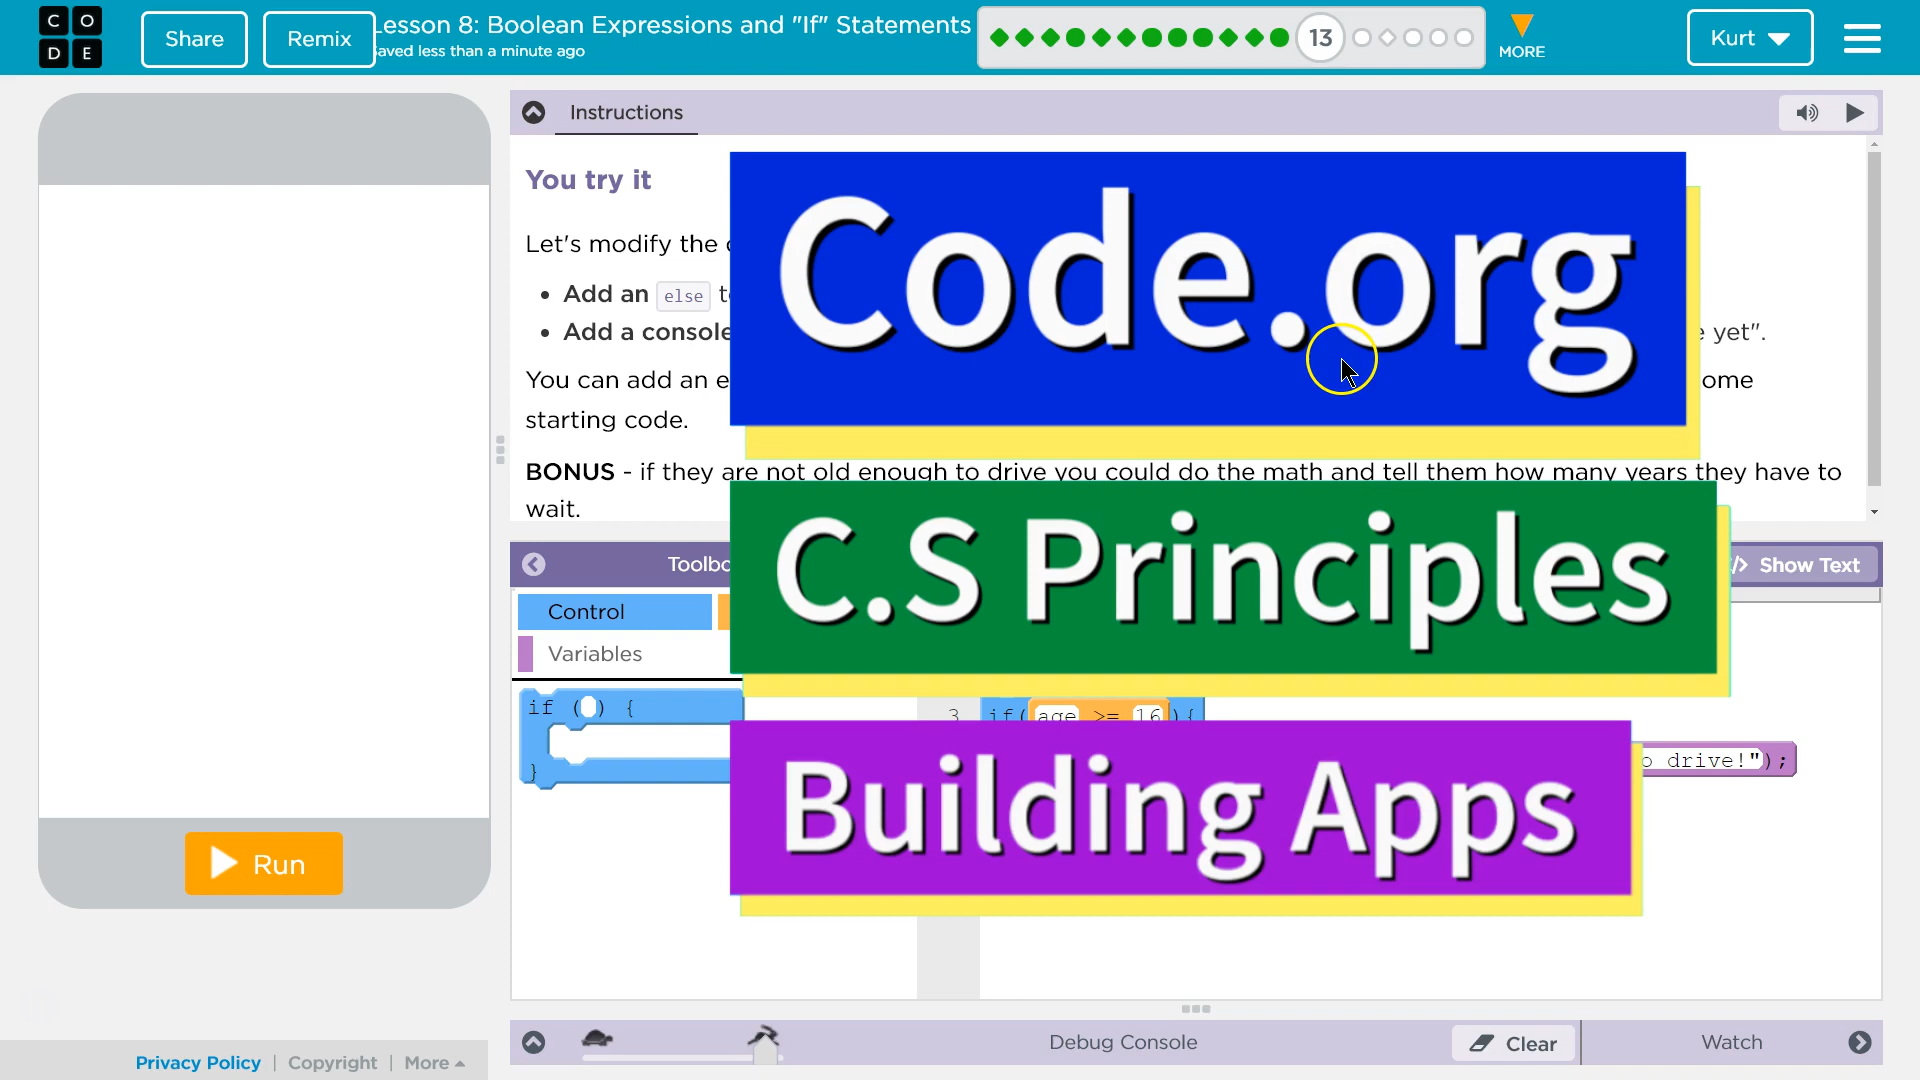 CODE
Share
Remix
Lesson 8: Boolean Expressions and "If" Statements
Saved less than a minute ago
13
MORE
Kurt
Instructions
You try it
Let's modify the
• Add an else
• Add a console
yet".
You can add an
starting code.
BONUS - if they are not old enough to drive you could do the math and tell them how many years they have to
wait.
Code.org
C.S Principles
Building Apps
Show Text
Control
Variables
if ( ) {
}
3 if(age >= 16){
drive!");
Run
Debug Console
Clear
Watch
Privacy Policy | Copyright | More